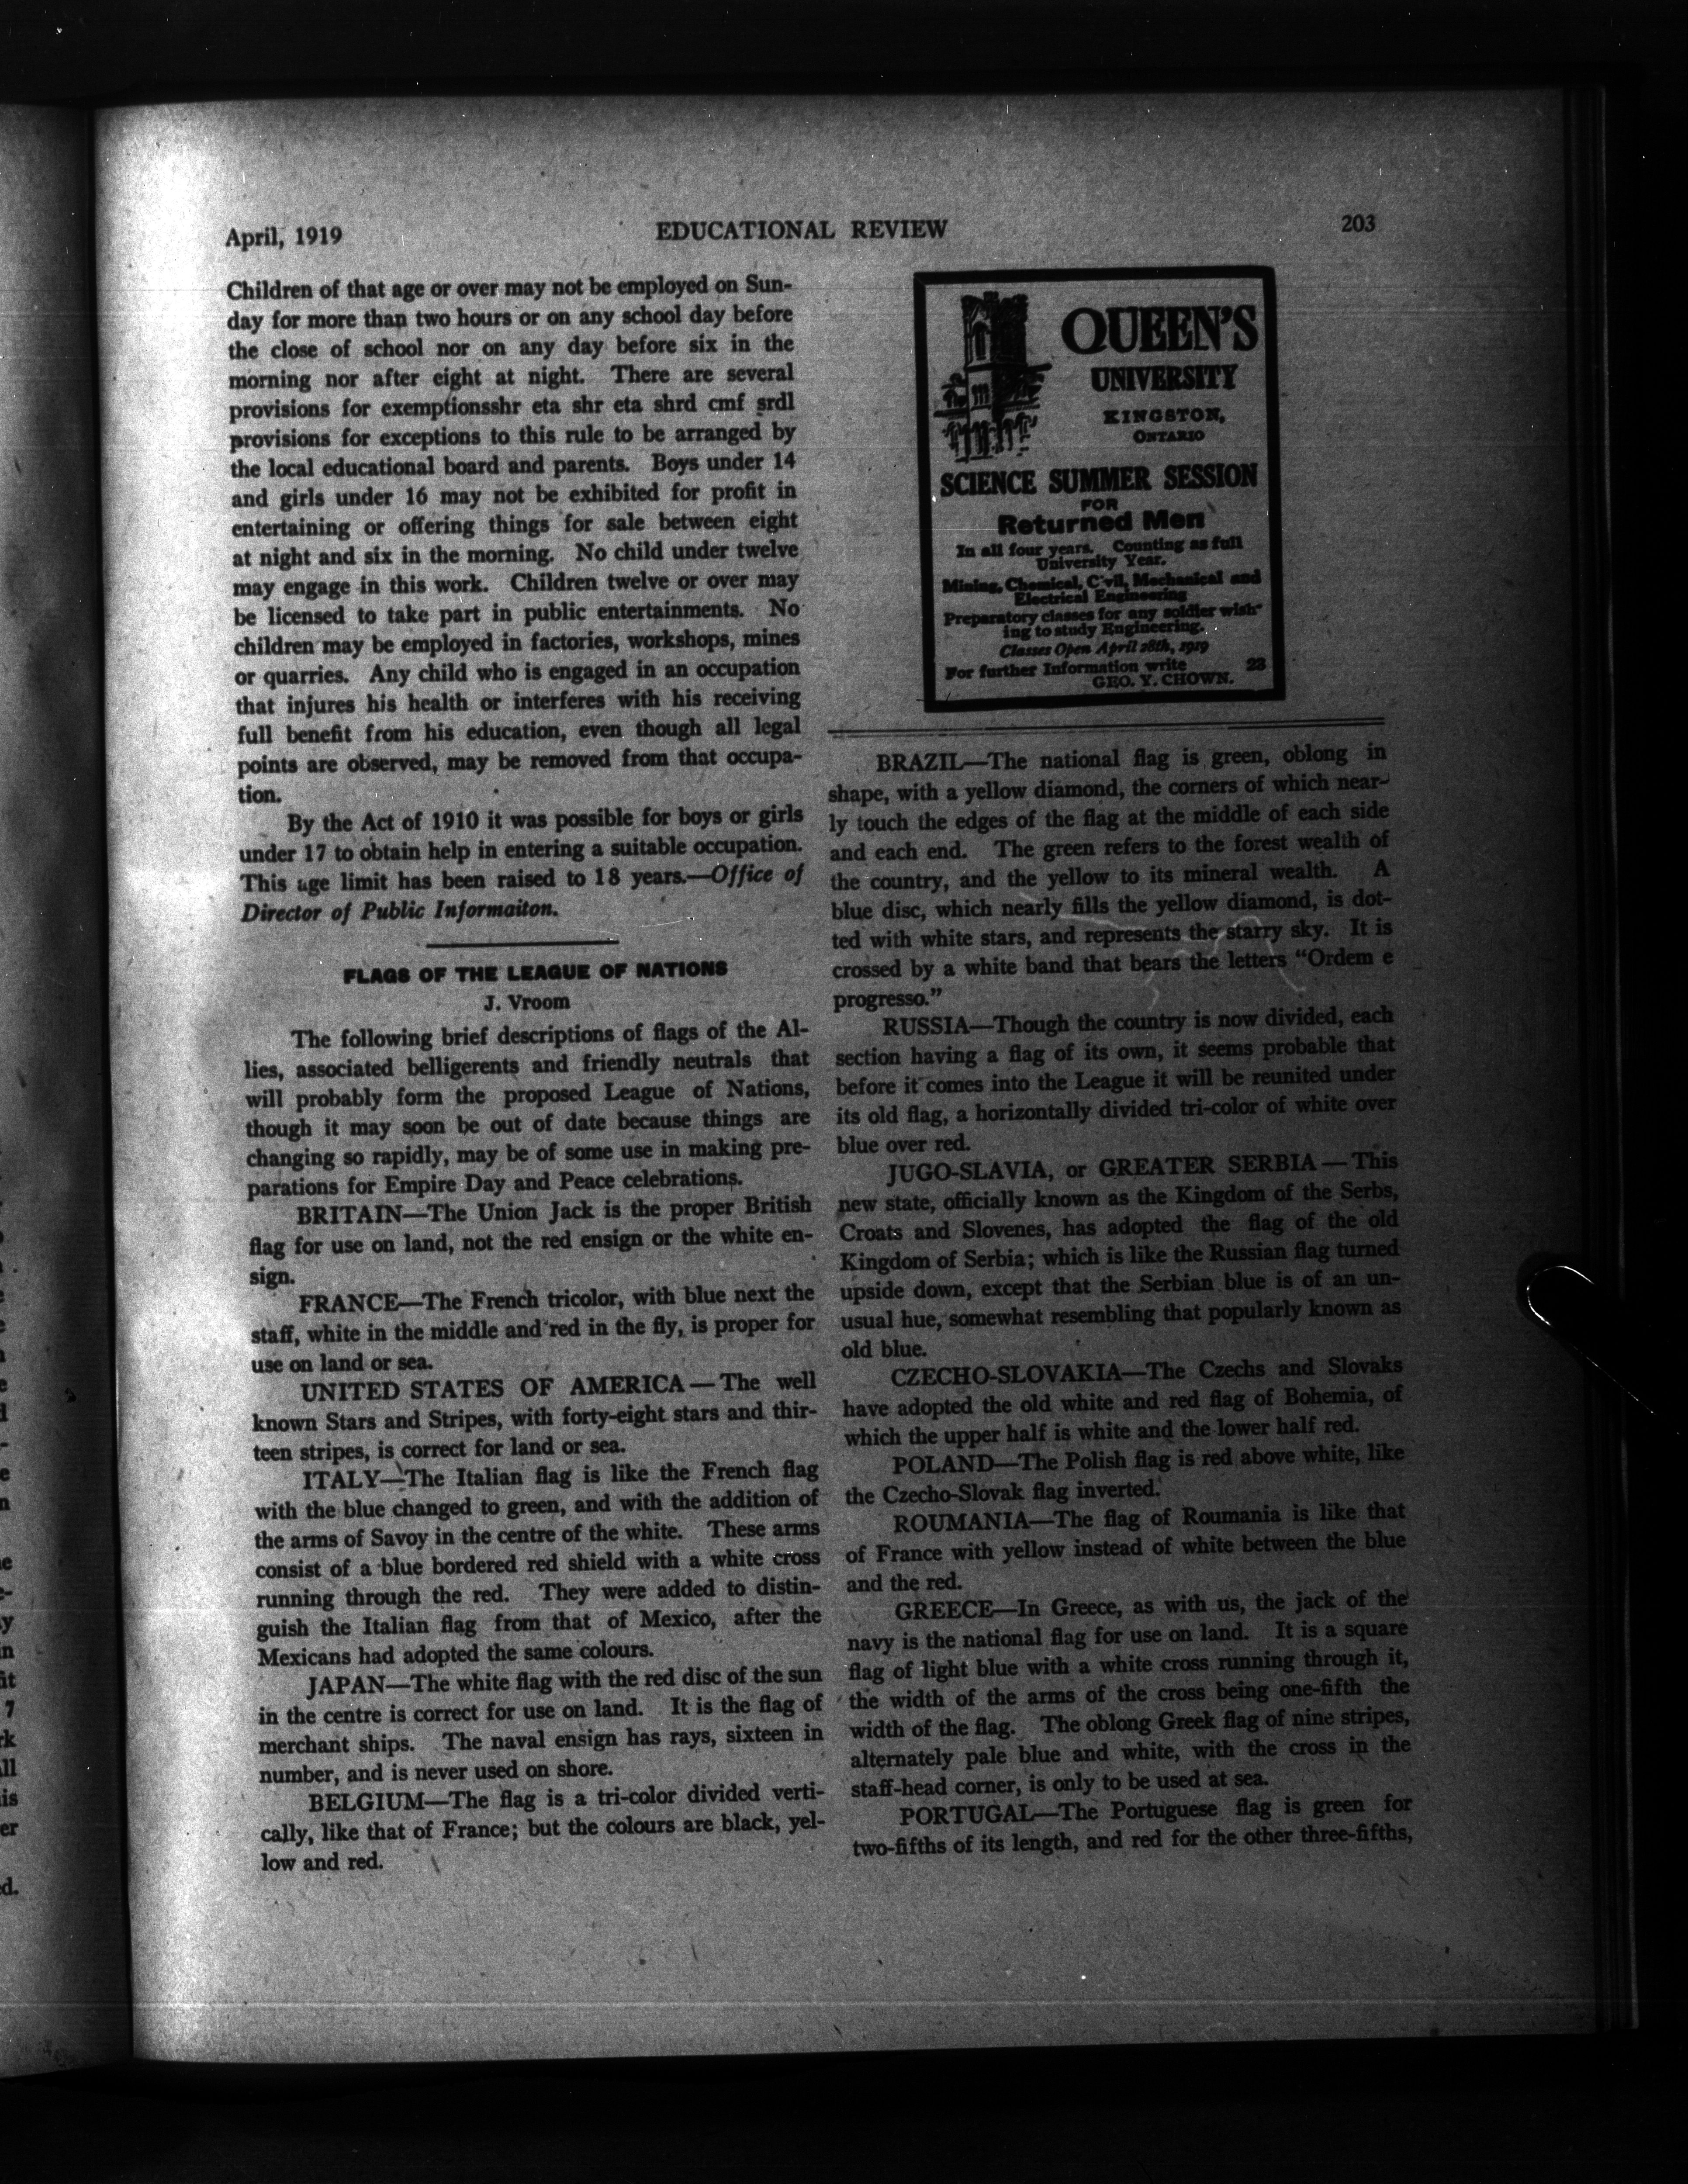 April, 1919
EDUCATIONAL REVIEW
203
Children of that age or over may not be employed on Sun-
day for more than two hours or on any school day before
the close of school nor on any day before six in the
morning nor after eight at night. There are several
provisions for exemptionsshr eta shr eta shrd cmf srdl
provisions for exceptions to this rule to be arranged by
the local educational board and parents. Boys under 14
and girls under 16 may not be exhibited for profit in
entertaining or offering things for sale between eight
at night and six in the morning. No child under twelve
may engage in this work. Children twelve or over may
be licensed to take part in public entertainments. No
children may be employed in factories, workshops, mines
or quarries. Any child who is engaged in an occupation
that injures his health or interferes with his receiving
full benefit from his education, even though all legal
points are observed, may be removed from that occupa-
tion.
By the Act of 1910 it was possible for boys or girls
under 17 to obtain help in entering a suitable occupation.
This age limit has been raised to 18 years.—Office of
Director of Public Informaiton.
FLAGS OF THE LEAGUE OF NATIONS
J. Vroom
The following brief descriptions of flags of the Al-
lies, associated belligerents and friendly neutrals that
will probably form the proposed League of Nations,
though it may soon be out of date because things are
changing so rapidly, may be of some use in making pre-
parations for Empire Day and Peace celebrations.
BRITAIN—The Union Jack is the proper British
flag for use on land, not the red ensign or the white en-
sign.
FRANCE—The French tricolor, with blue next the
staff, white in the middle and red in the fly, is proper for
use on land or sea.
UNITED STATES OF AMERICA—The well
known Stars and Stripes, with forty-eight stars and thir-
teen stripes, is correct for land or sea.
ITALY—The Italian flag is like the French flag
with the blue changed to green, and with the addition of
the arms of Savoy in the centre of the white. These arms
consist of a blue bordered red shield with a white cross
running through the red. They were added to distin-
guish the Italian flag from that of Mexico, after the
Mexicans had adopted the same colours.
JAPAN—The white flag with the red disc of the sun
in the centre is correct for use on land. It is the flag of
merchant ships. The naval ensign has rays, sixteen in
number, and is never used on shore.
BELGIUM—The flag is a tri-color divided verti-
cally, like that of France; but the colours are black, yel-
low and red.
QUEEN'S
UNIVERSITY
KINGSTON,
ONTARIO
SCIENCE SUMMER SESSION
FOR
Returned Men
In all four years. Counting as full
University Year.
Mining, Chemical, Civil, Mechanical and
Electrical Engineering
Preparatory classes for any soldier wish-
ing to study Engineering.
Classes Open April 28th, 1919
For further Information write 23
GEO. Y. CHOWN.
BRAZIL—The national flag is green, oblong in
shape, with a yellow diamond, the corners of which near-
ly touch the edges of the flag at the middle of each side
and each end. The green refers to the forest wealth of
the country, and the yellow to its mineral wealth. A
blue disc, which nearly fills the yellow diamond, is dot-
ted with white stars, and represents the starry sky. It is
crossed by a white band that bears the letters "Ordem e
progresso."
RUSSIA—Though the country is now divided, each
section having a flag of its own, it seems probable that
before it comes into the League it will be reunited under
its old flag, a horizontally divided tri-color of white over
blue over red.
JUGO-SLAVIA, or GREATER SERBIA—This
new state, officially known as the Kingdom of the Serbs,
Croats and Slovenes, has adopted the flag of the old
Kingdom of Serbia; which is like the Russian flag turned
upside down, except that the Serbian blue is of an un-
usual hue, somewhat resembling that popularly known as
old blue.
CZECHO-SLOVAKIA—The Czechs and Slovaks
have adopted the old white and red flag of Bohemia, of
which the upper half is white and the lower half red.
POLAND—The Polish flag is red above white, like
the Czecho-Slovak flag inverted.
ROUMANIA—The flag of Roumania is like that
of France with yellow instead of white between the blue
and the red.
GREECE—In Greece, as with us, the jack of the
navy is the national flag for use on land. It is a square
flag of light blue with a white cross running through it,
the width of the arms of the cross being one-fifth the
width of the flag. The oblong Greek flag of nine stripes,
alternately pale blue and white, with the cross in the
staff-head corner, is only to be used at sea.
PORTUGAL—The Portuguese flag is green for
two-fifths of its length, and red for the other three-fifths,